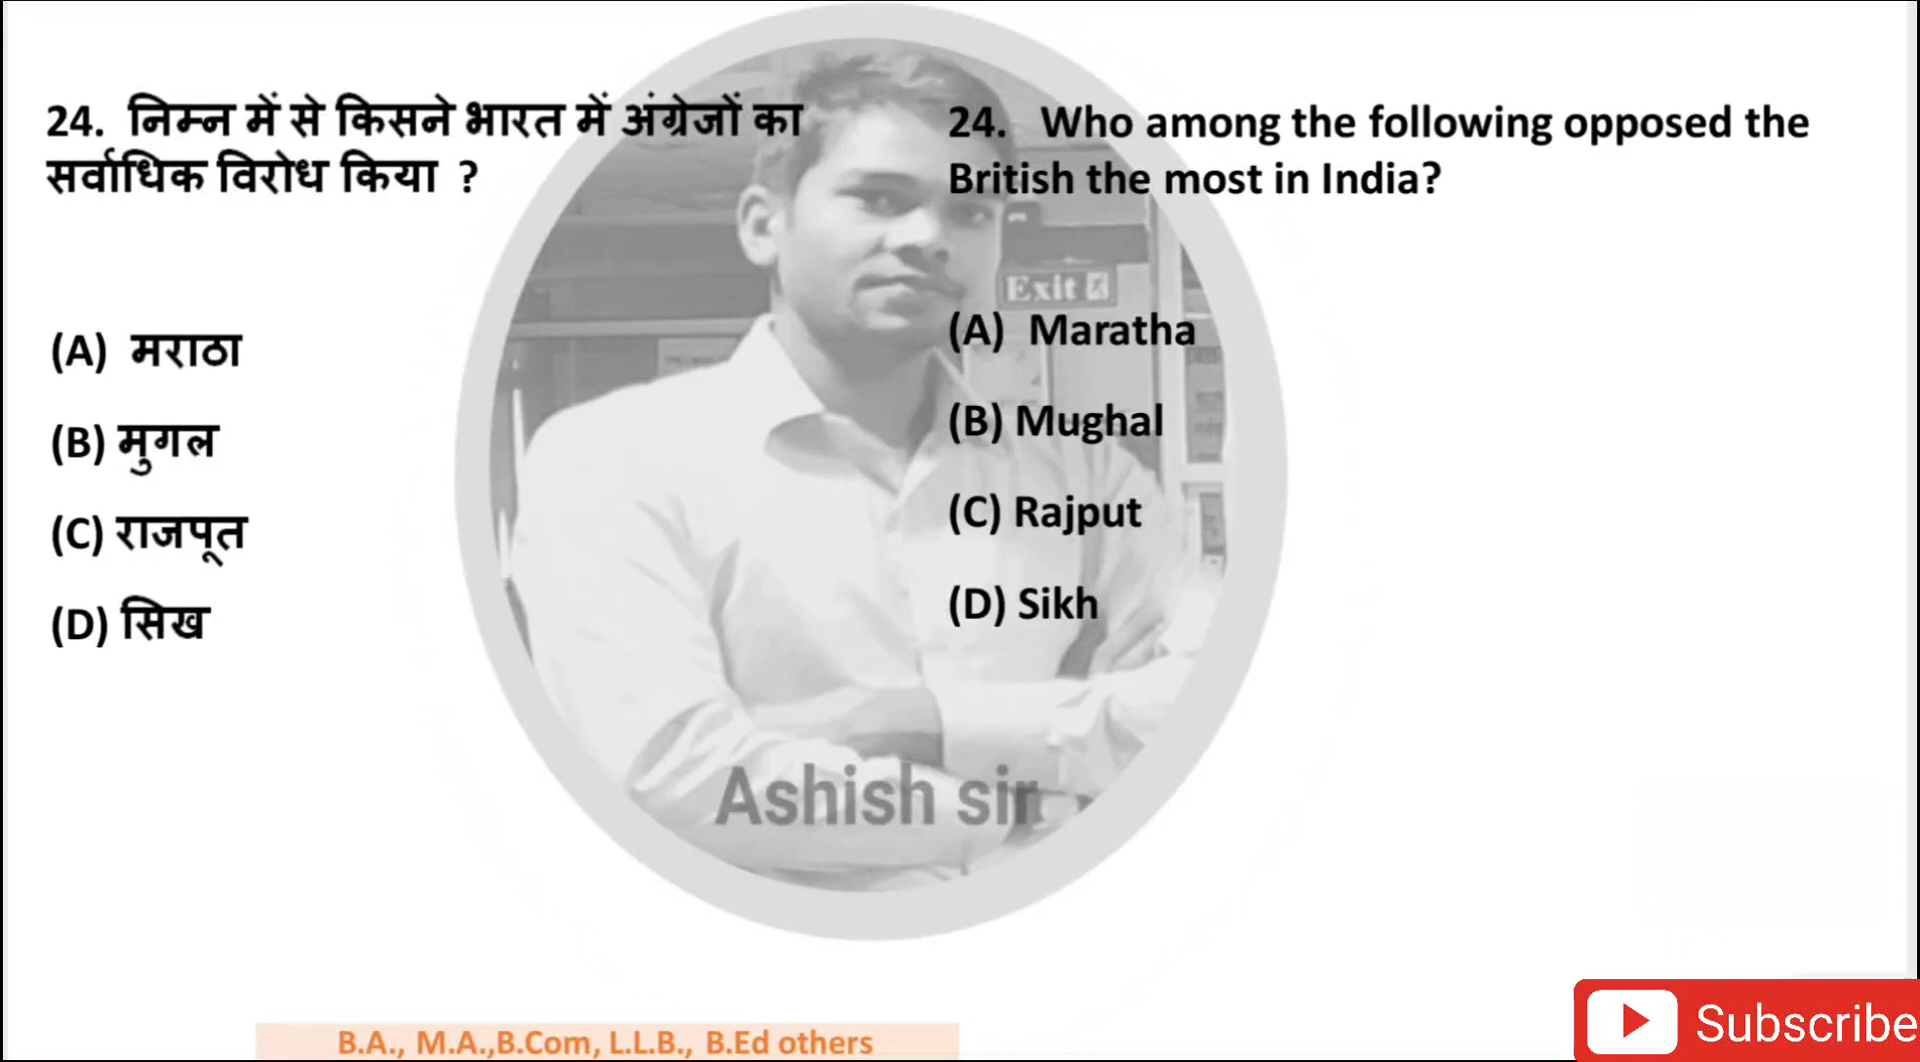 24. निम्न में से किसने भारत में अंग्रेजों का
सर्वाधिक विरोध किया ?
(A) मराठा
(B) मुगल
(C) राजपूत
(D) सिख
24. Who among the following opposed the
British the most in India?
Exit
(A) Maratha
(B) Mughal
(C) Rajput
(D) Sikh
Ashish sir
B.A., M.A.,B.Com, L.L.B., B.Ed others
Subscribe